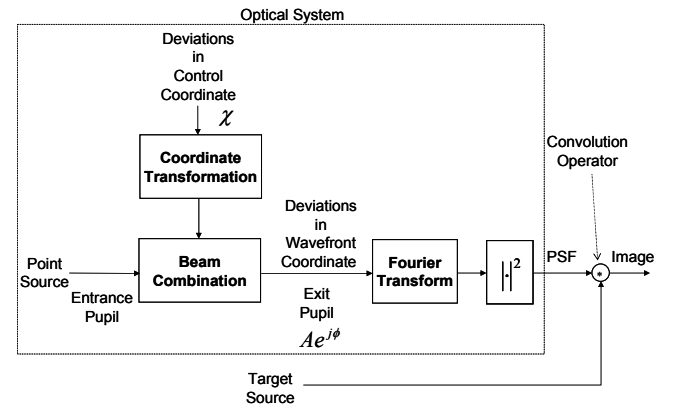 Optical System
Deviations
in
Control
Coordinate
χ
Coordinate
Transformation
Convolution
Operator
Deviations
in
Wavefront
Coordinate
Point
Source
Entrance
Pupil
Beam
Combination
Exit
Pupil
Ae^{jϕ}
Fourier
Transform
|·|²
PSF
*
Image
Target
Source